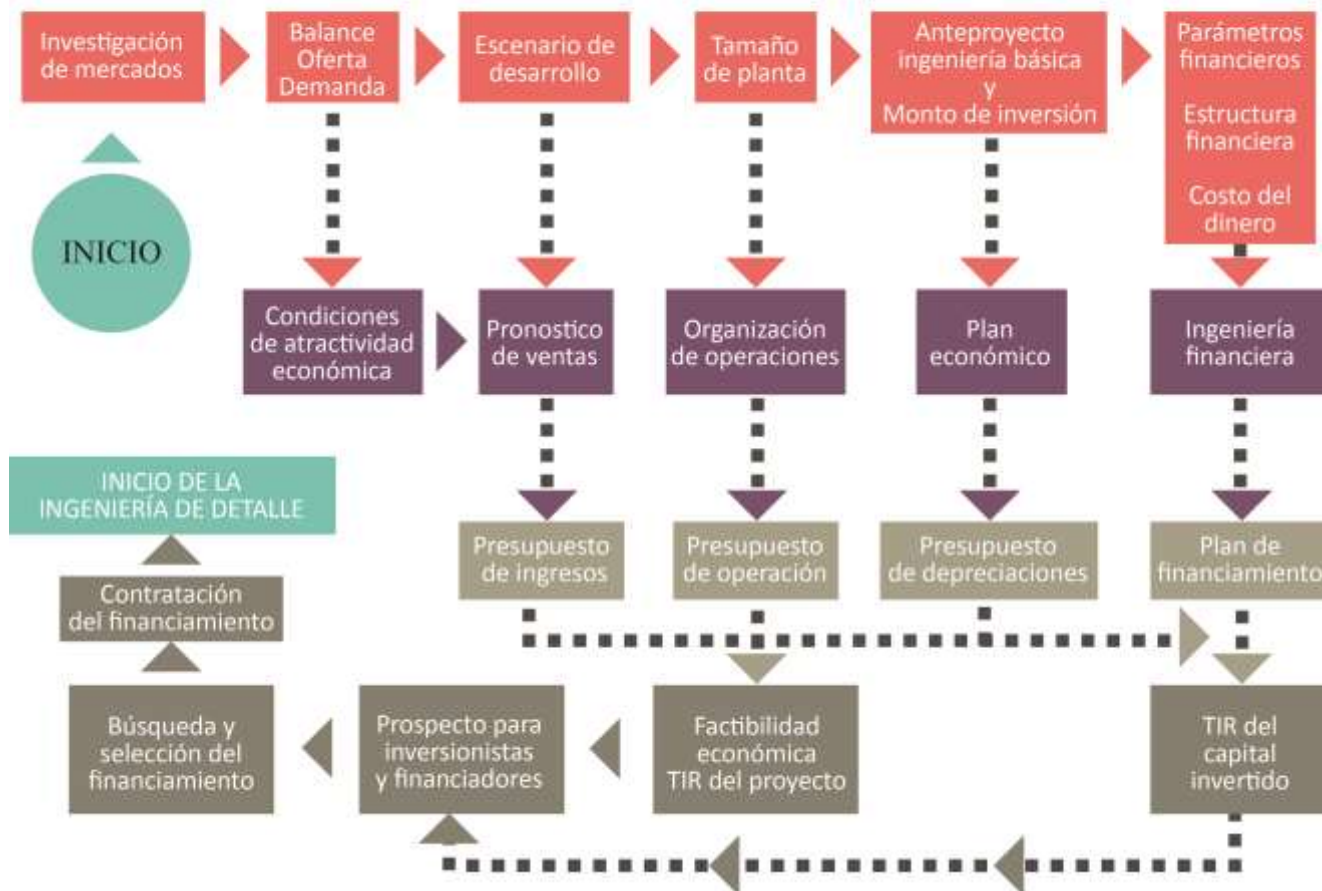 Investigación
de mercados
Balance
Oferta
Demanda
Escenario de
desarrollo
Tamaño
de planta
Anteproyecto
ingeniería básica
y
Monto de inversión
Parámetros
financieros
Estructura
financiera
Costo del
dinero
INICIO
Condiciones
de atractividad
económica
Pronostico
de ventas
Organización
de operaciones
Plan
económico
Ingeniería
financiera
INICIO DE LA
INGENIERÍA DE DETALLE
Presupuesto
de ingresos
Presupuesto
de operación
Presupuesto
de depreciaciones
Plan de
financiamiento
Contratación
del financiamiento
Búsqueda y
selección del
financiamiento
Prospecto para
inversionistas
y financiadores
Factibilidad
económica
TIR del proyecto
TIR del
capital
invertido